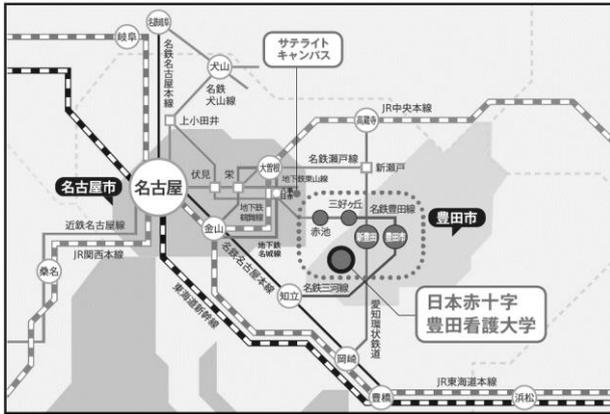 名鉄岐阜
岐阜
サテライト
キャンパス
犬山
名鉄名古屋本線
名鉄
犬山線
JR中央本線
上小田井
高蔵寺
大曽根
名鉄瀬戸線
新瀬戸
伏見
栄
地下鉄東山線
名古屋市
名古屋
三好ヶ丘
名鉄豊田線
豊田市
地下鉄
鶴舞線
赤池
新豊田
豊田市
近鉄名古屋線
金山
地下鉄
名城線
JR関西本線
名鉄名古屋本線
桑名
知立
名鉄三河線
日本赤十字
豊田看護大学
東海道新幹線
愛知環状鉄道
岡崎
JR東海道本線
豊橋
浜松